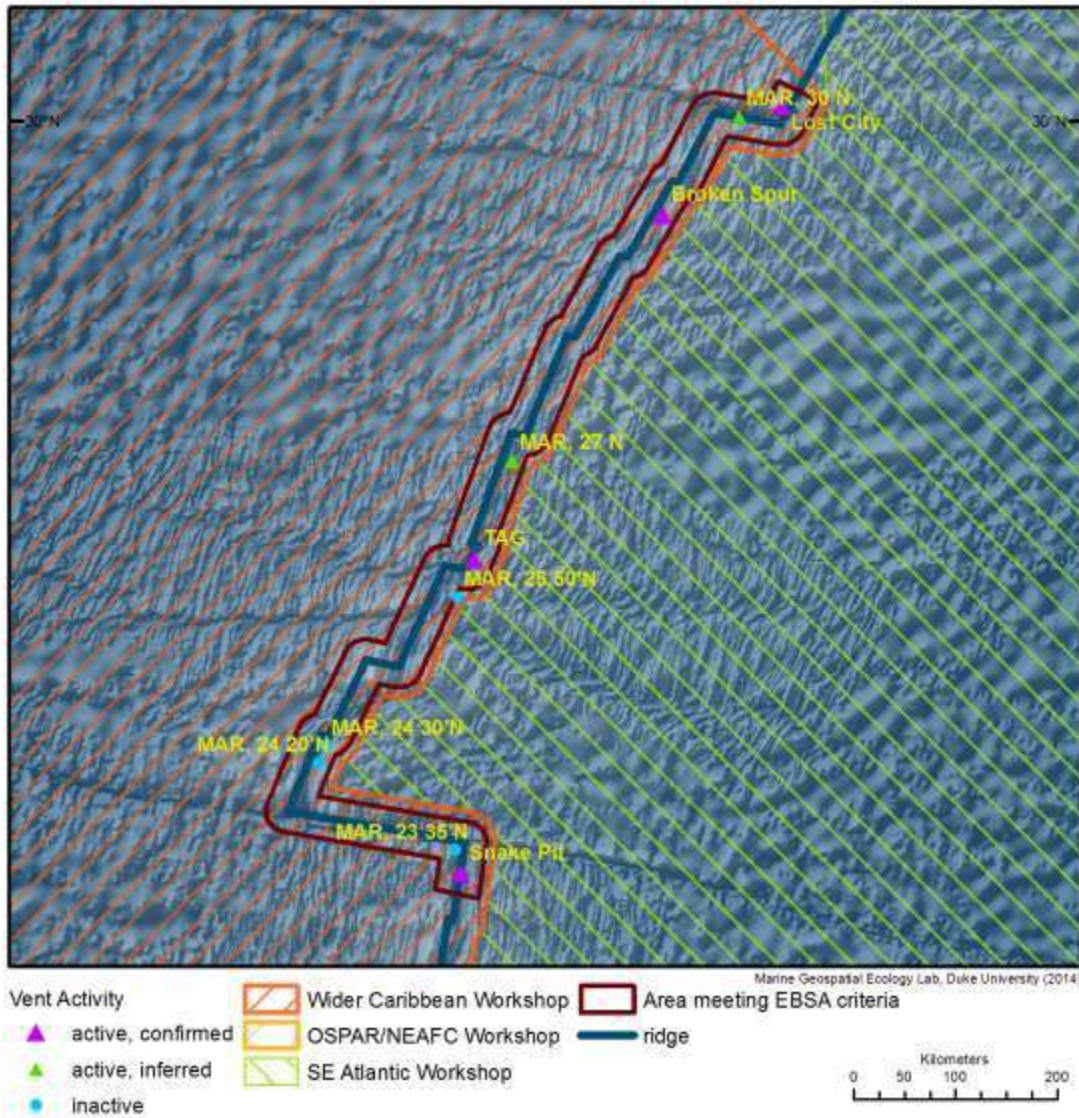 MAR, 30 N
30°N
Lost City
30°N
Broken Spur
MAR, 27 N
TAG
MAR, 25 50'N
MAR, 24 30'N
MAR, 24 20'N
MAR, 23 35'N
Snake Pit
Marine Geospatial Ecology Lab, Duke University (2014)
Vent Activity
active, confirmed
active, inferred
inactive
Wider Caribbean Workshop
OSPAR/NEAFC Workshop
SE Atlantic Workshop
Area meeting EBSA criteria
ridge
Kilometers
0 50 100 200